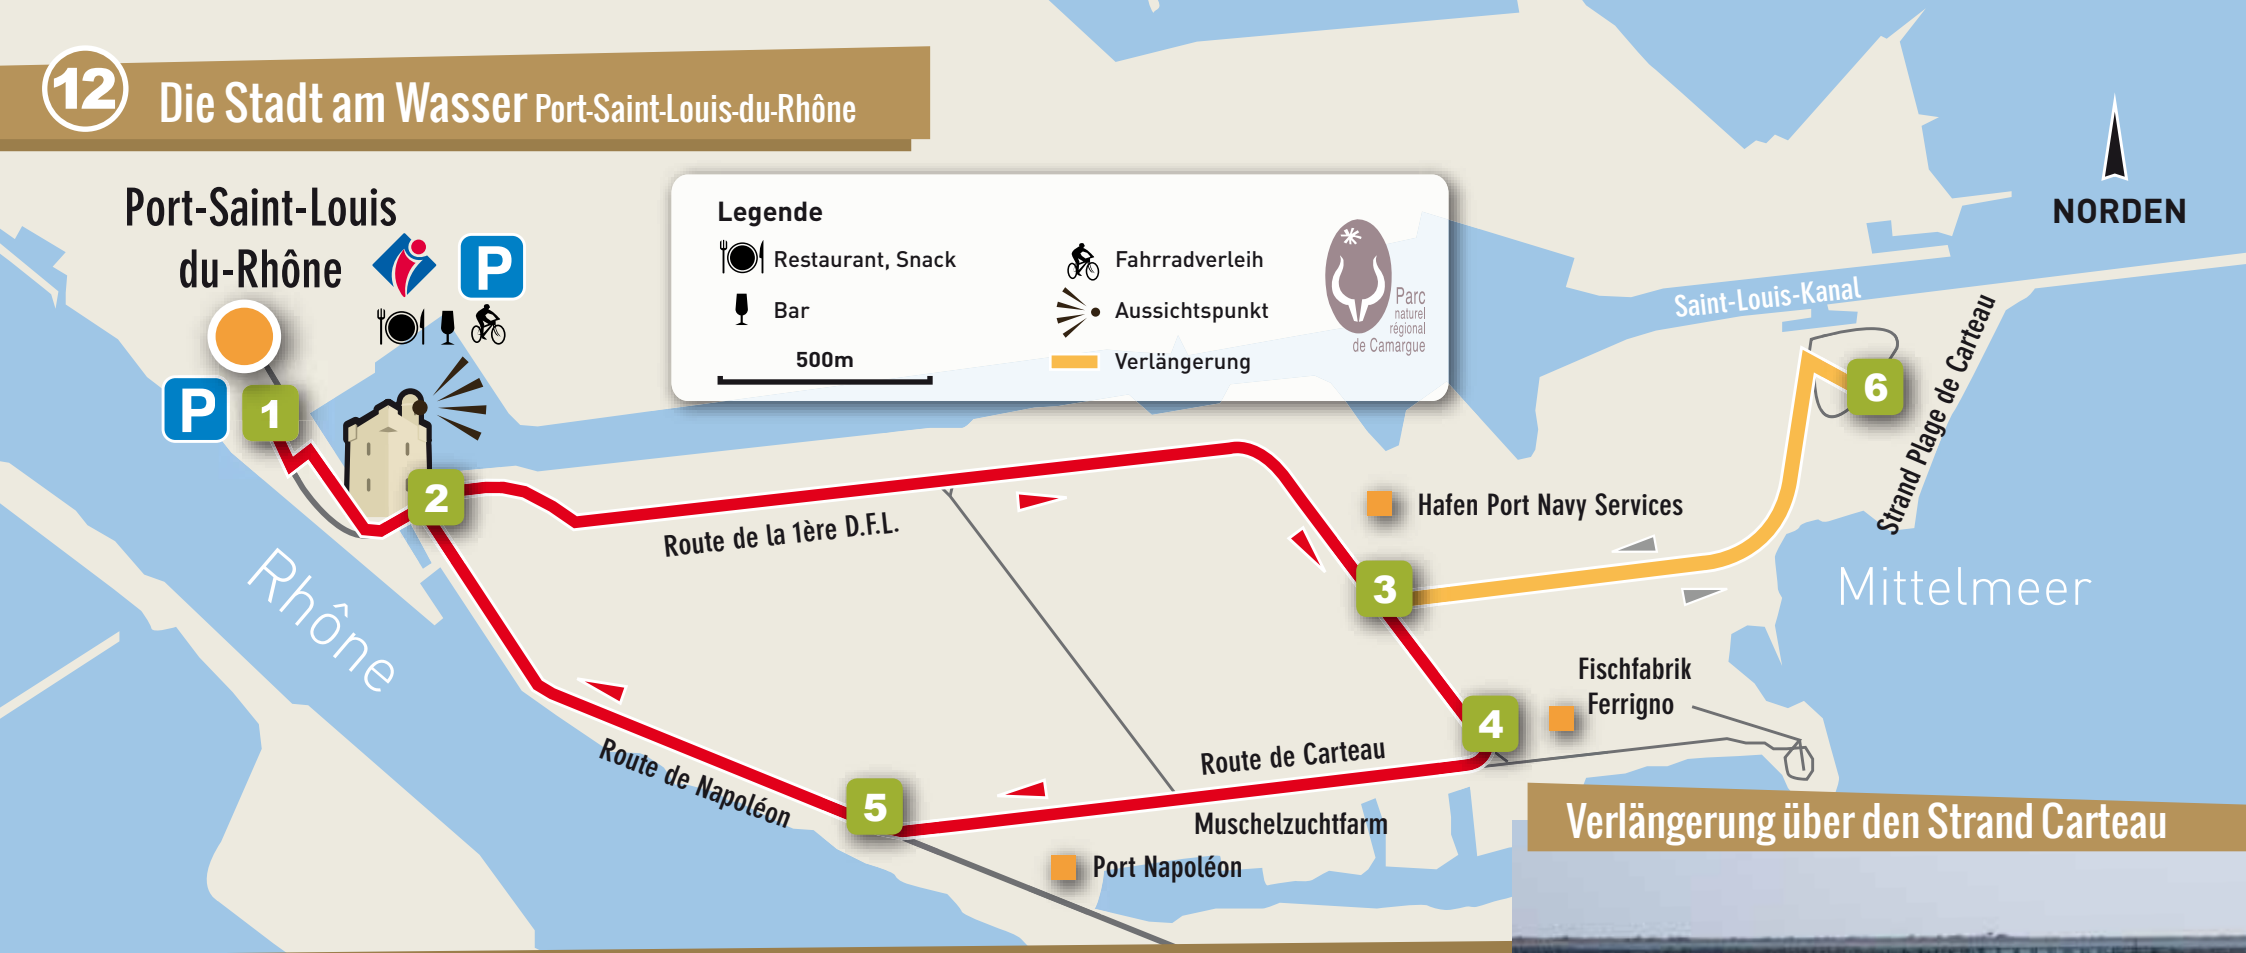 12
Die Stadt am Wasser Port-Saint-Louis-du-Rhône
Port-Saint-Louis
du-Rhône
P
P
1
2
Legende
Restaurant, Snack
Bar
500m
Fahrradverleih
Aussichtspunkt
Verlängerung
Parc
naturel
régional
de Camargue
NORDEN
Saint-Louis-Kanal
6
Strand Plage de Carteau
Route de la 1ère D.F.L.
Hafen Port Navy Services
3
Mittelmeer
Rhône
Fischfabrik
Ferrigno
4
Route de Carteau
Route de Napoléon
5
Muschelzuchtfarm
Port Napoléon
Verlängerung über den Strand Carteau